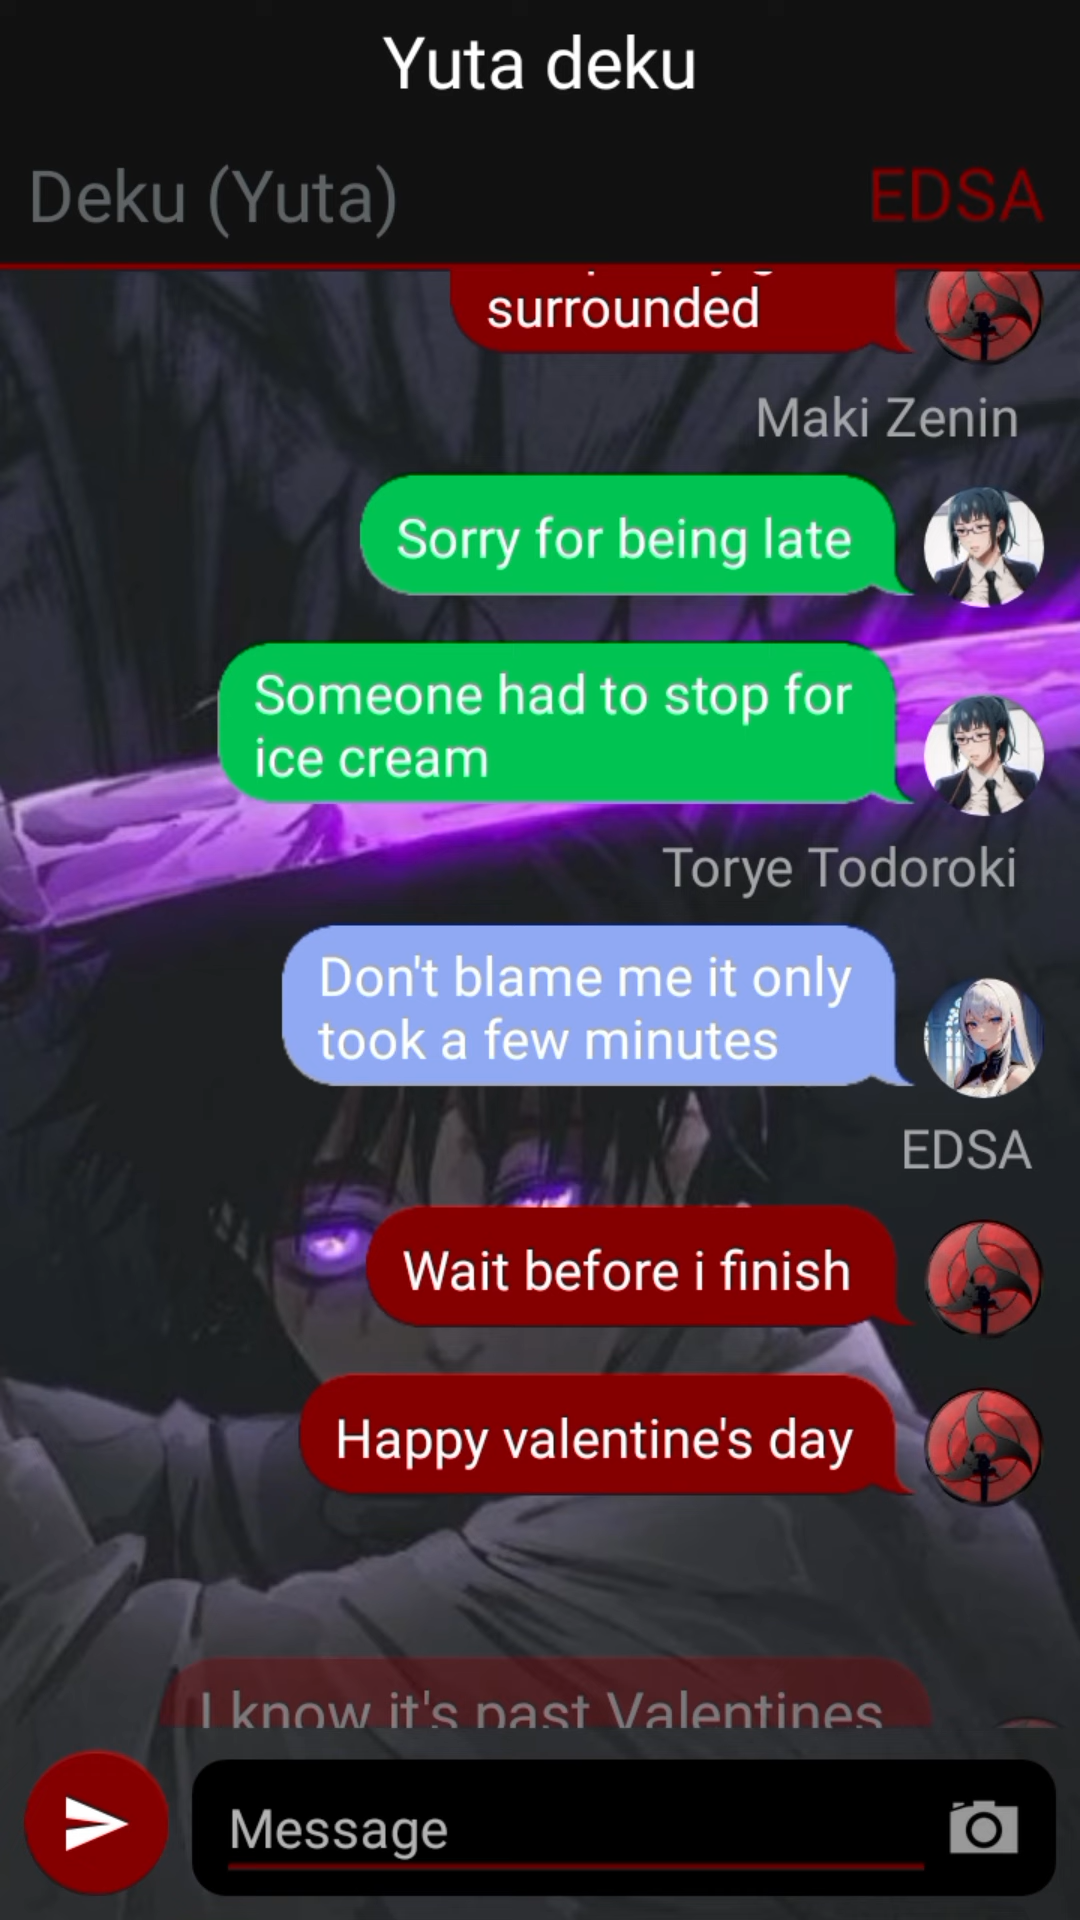 Yuta deku
Deku (Yuta)
EDSA
surrounded
Maki Zenin
Sorry for being late
Someone had to stop for
ice cream
Torye Todoroki
Don't blame me it only
took a few minutes
EDSA
Wait before i finish
Happy valentine's day
I know it's past Valentines
Message